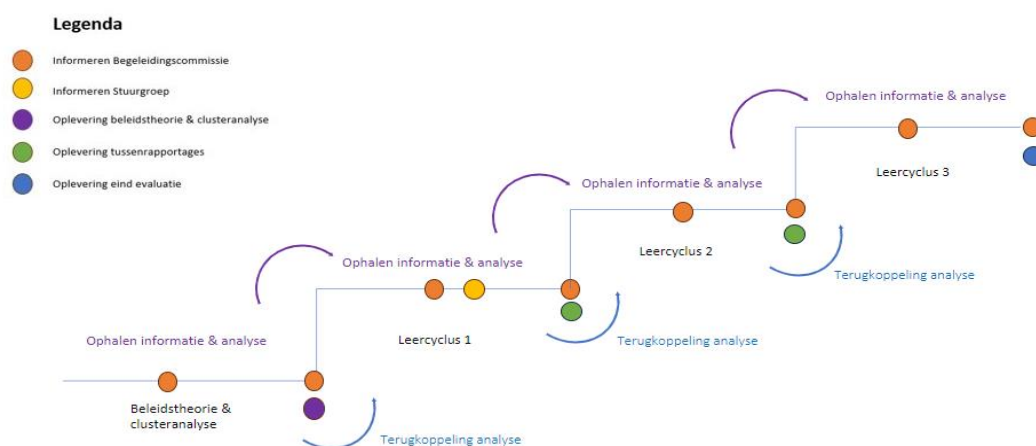 Legenda
Informeren Begeleidingscommissie
Informeren Stuurgroep
Oplevering beleidstheorie & clusteranalyse
Oplevering tussenrapportages
Oplevering eind evaluatie
Ophalen informatie & analyse
Leercyclus 3
Ophalen informatie & analyse
Leercyclus 2
Terugkoppeling analyse
Ophalen informatie & analyse
Leercyclus 1
Terugkoppeling analyse
Ophalen informatie & analyse
Beleidstheorie &
clusteranalyse
Terugkoppeling analyse